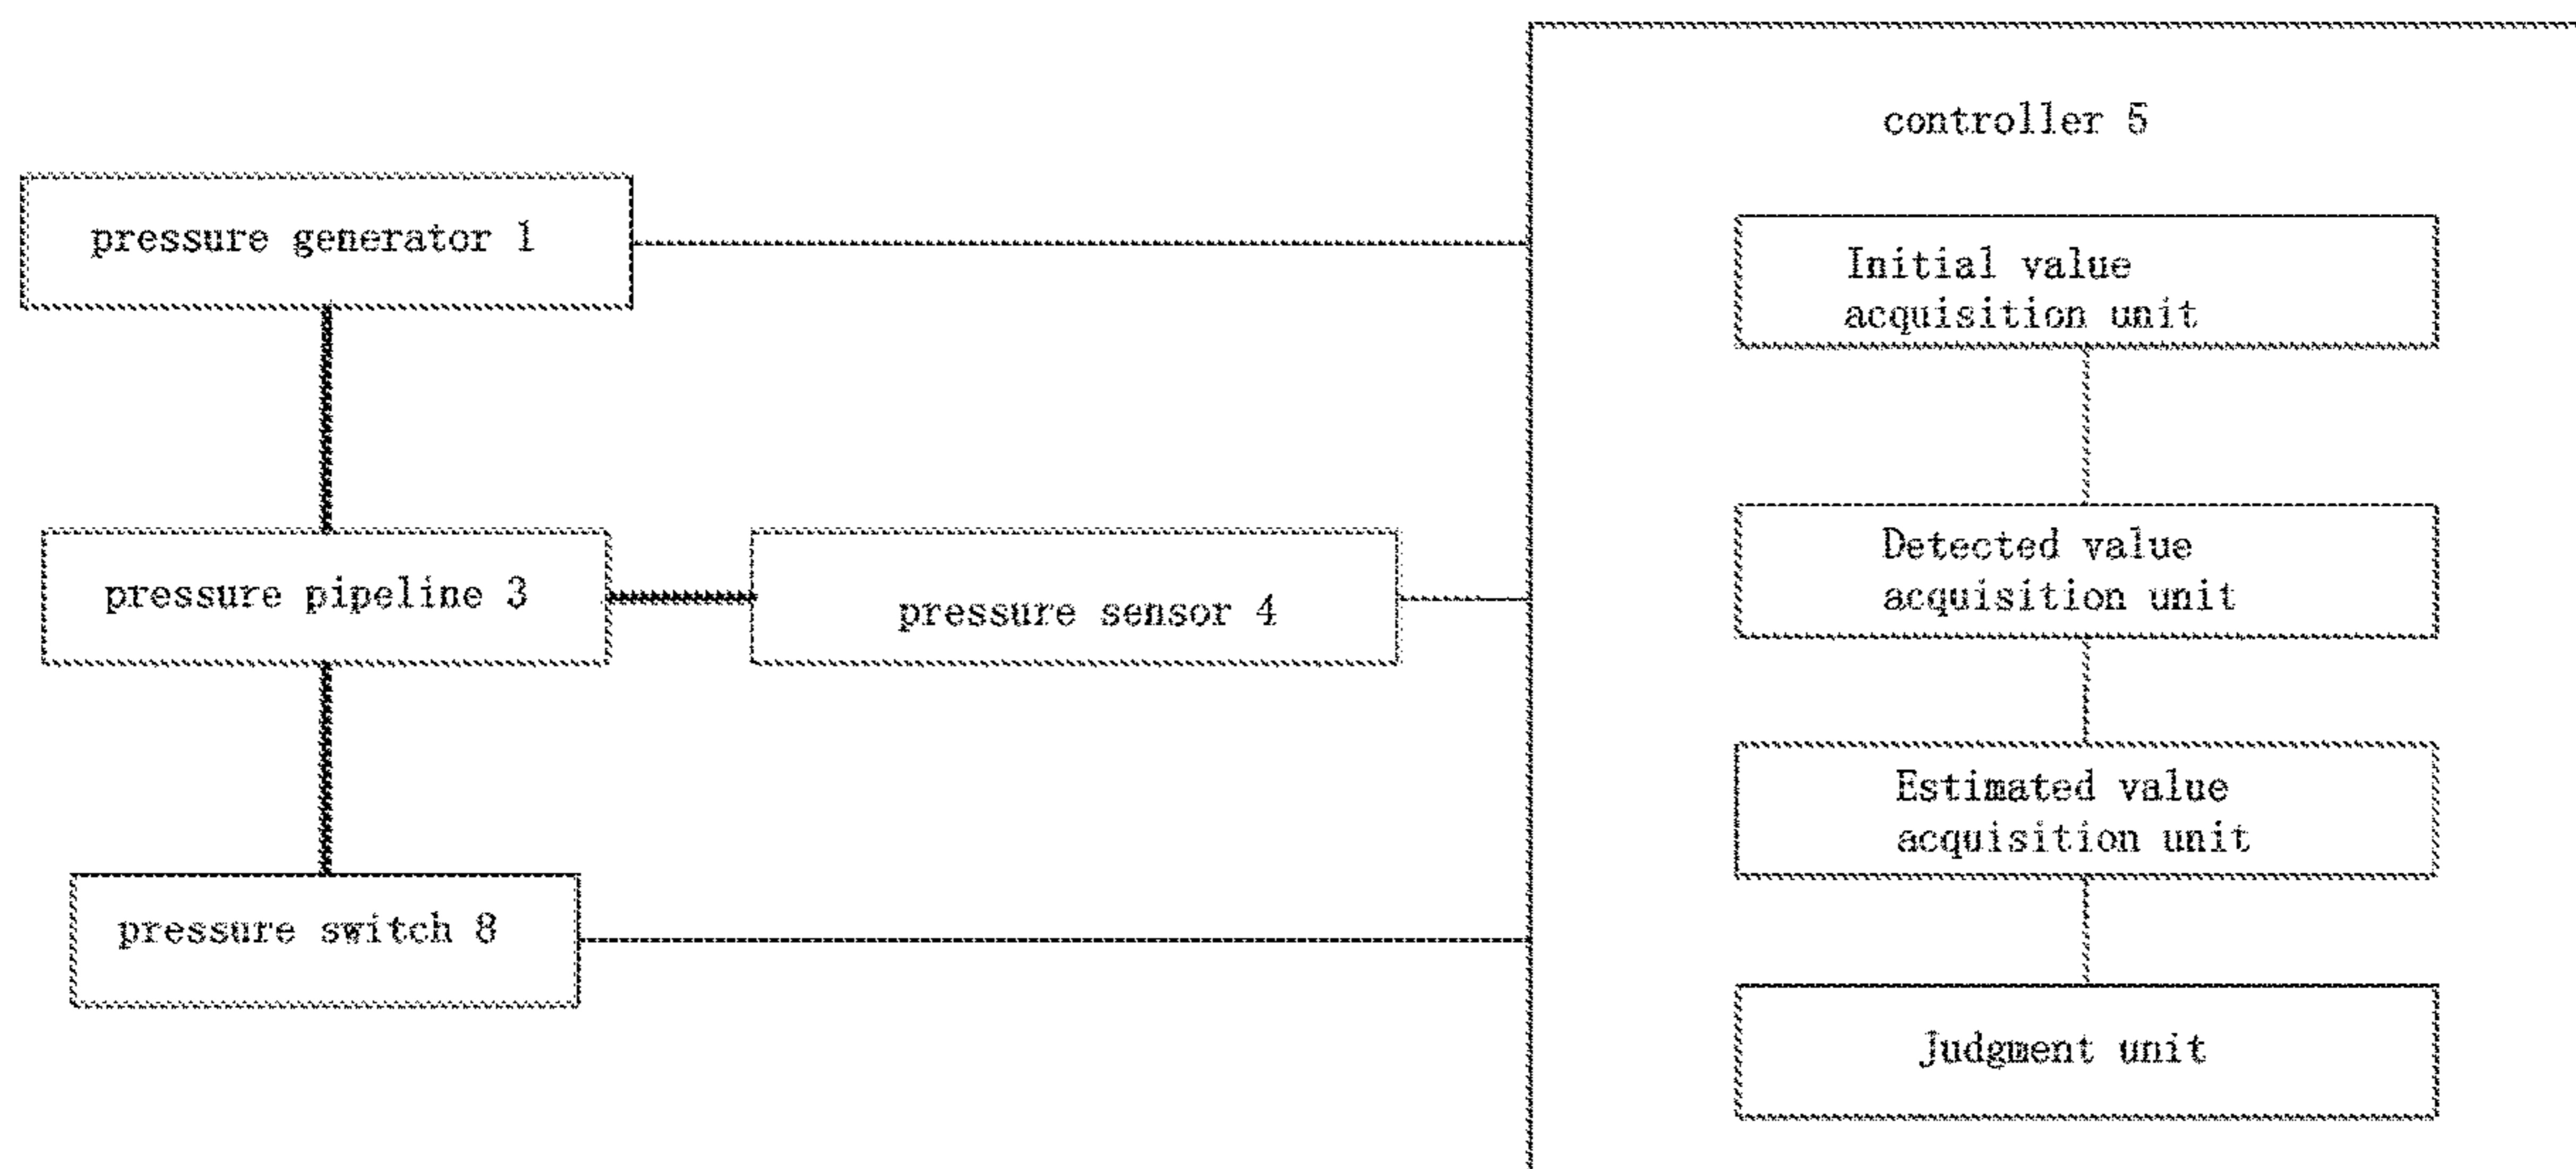 controller 5
pressure generator 1
Initial value
acquisition unit
pressure pipeline 3
pressure sensor 4
Detected value
acquisition unit
Estimated value
acquisition unit
pressure switch 8
Judgment unit